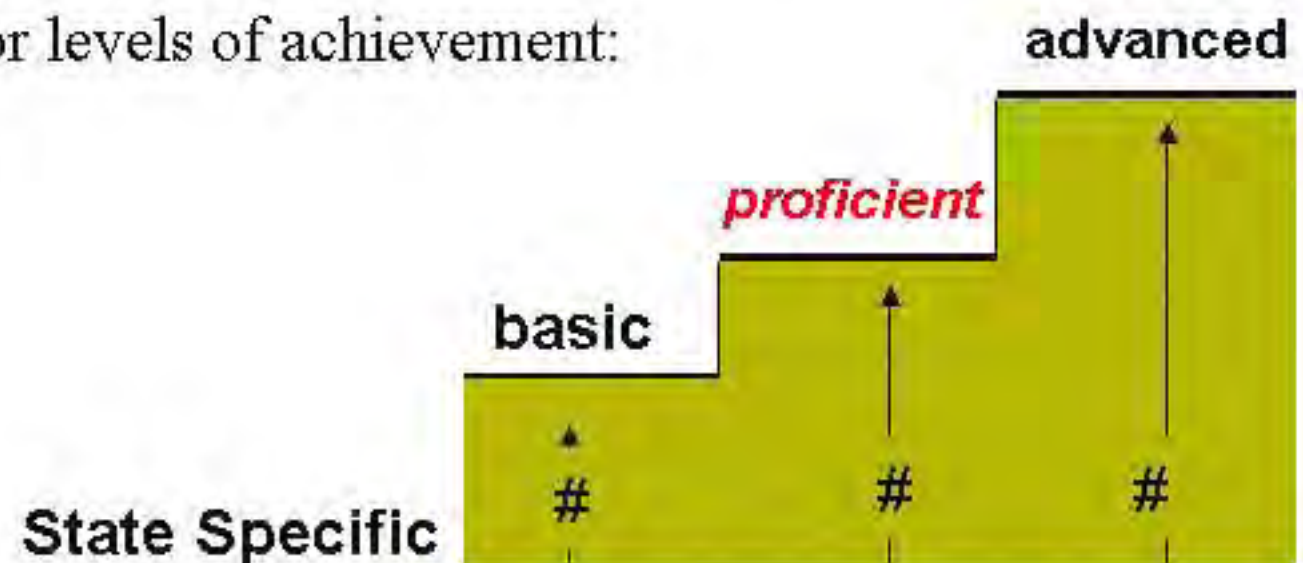 or levels of achievement:
advanced
proficient
basic
# # #
State Specific